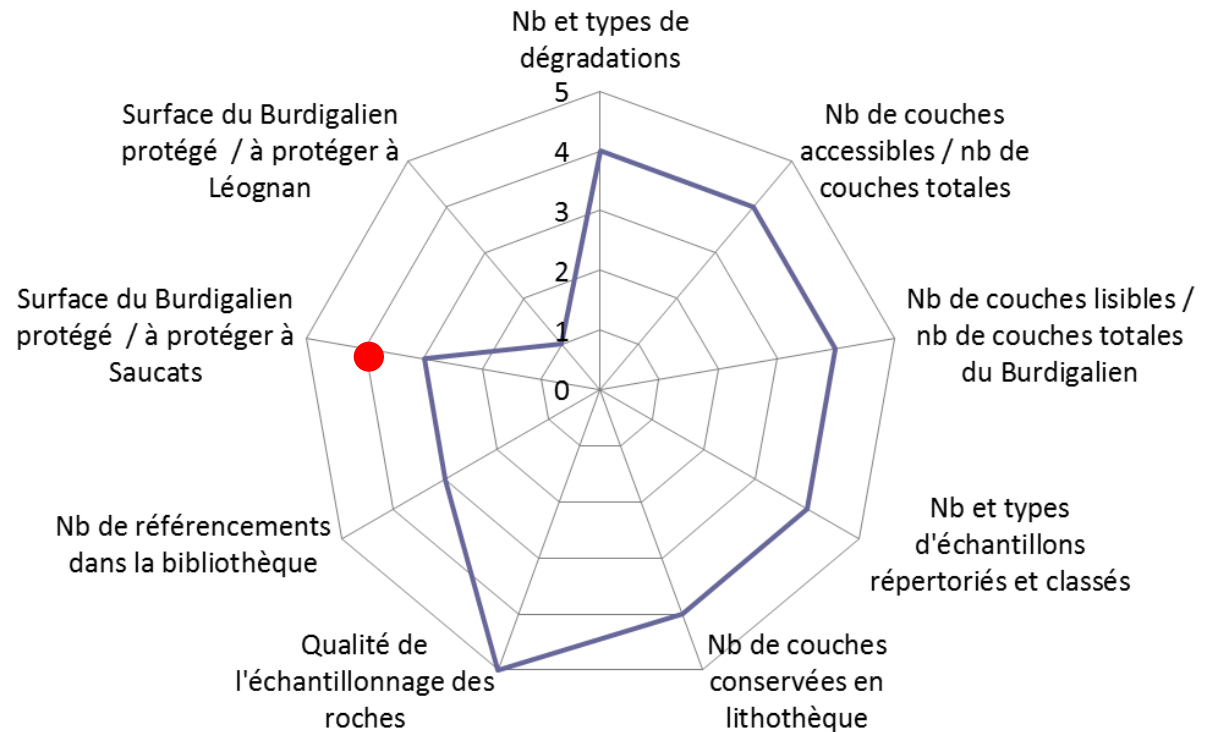 Nb et types de
dégradations
Nb de couches
accessibles / nb de
couches totales
Nb de couches lisibles /
nb de couches totales
du Burdigalien
Nb et types
d'échantillons
répertoriés et classés
Nb de couches
conservées en
lithothèque
Qualité de
l'échantillonnage des
roches
Nb de référencements
dans la bibliothèque
Surface du Burdigalien
protégé / à protéger à
Saucats
Surface du Burdigalien
protégé / à protéger à
Léognan
5
4
3
2
1
0